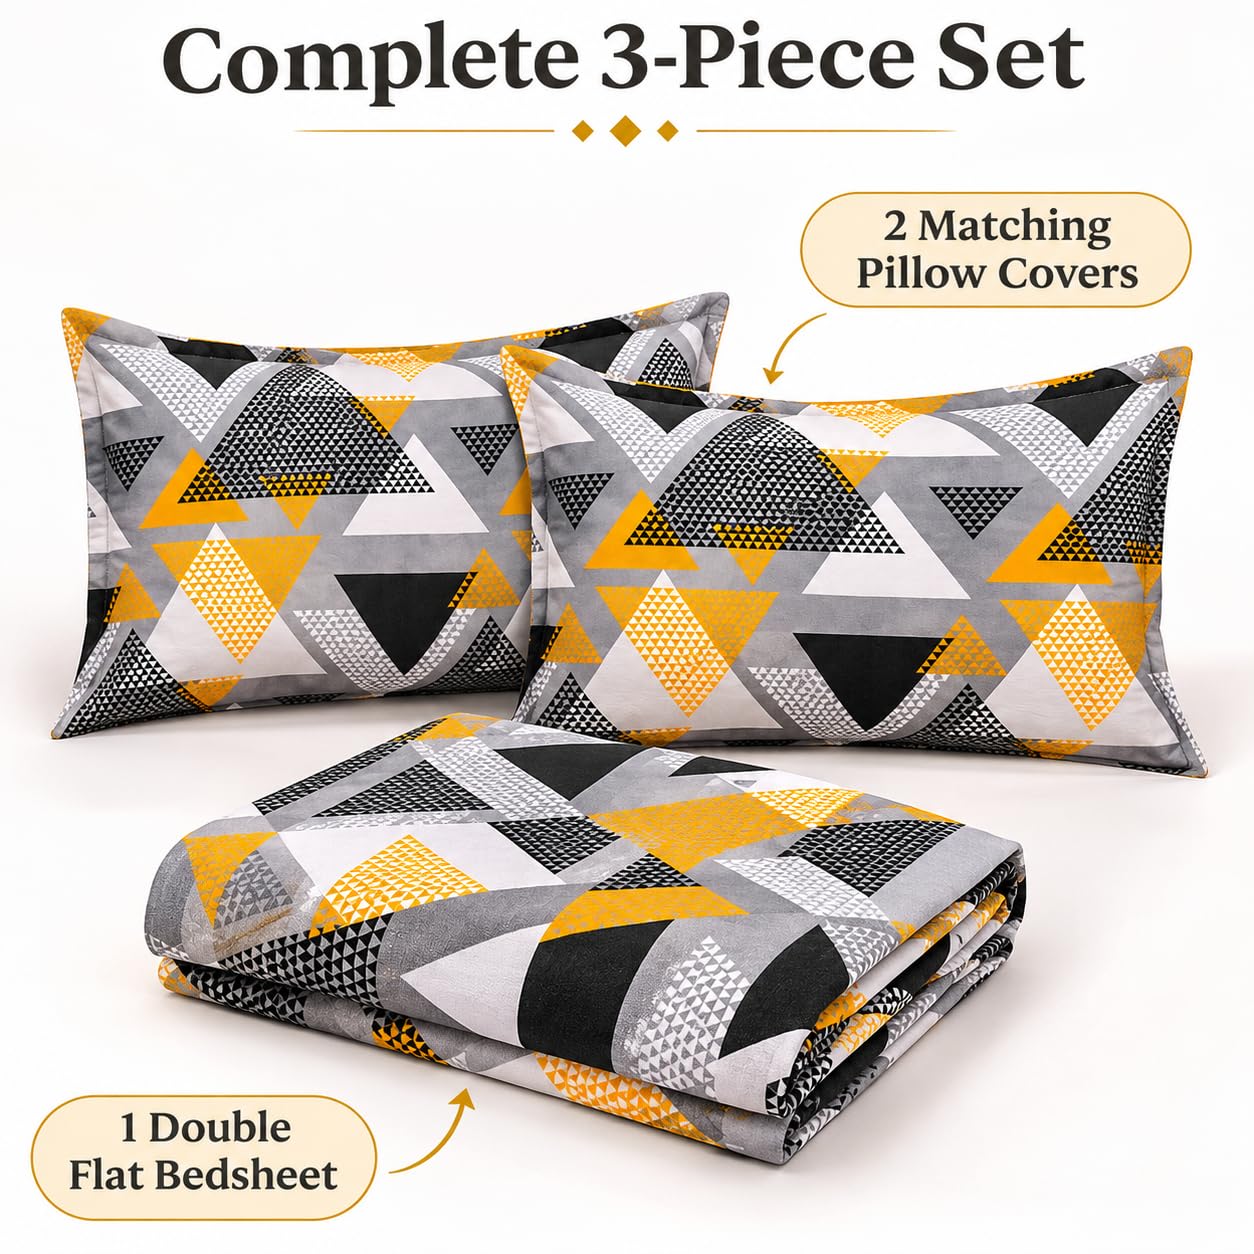 Complete 3-Piece Set
2 Matching
Pillow Covers
1 Double
Flat Bedsheet